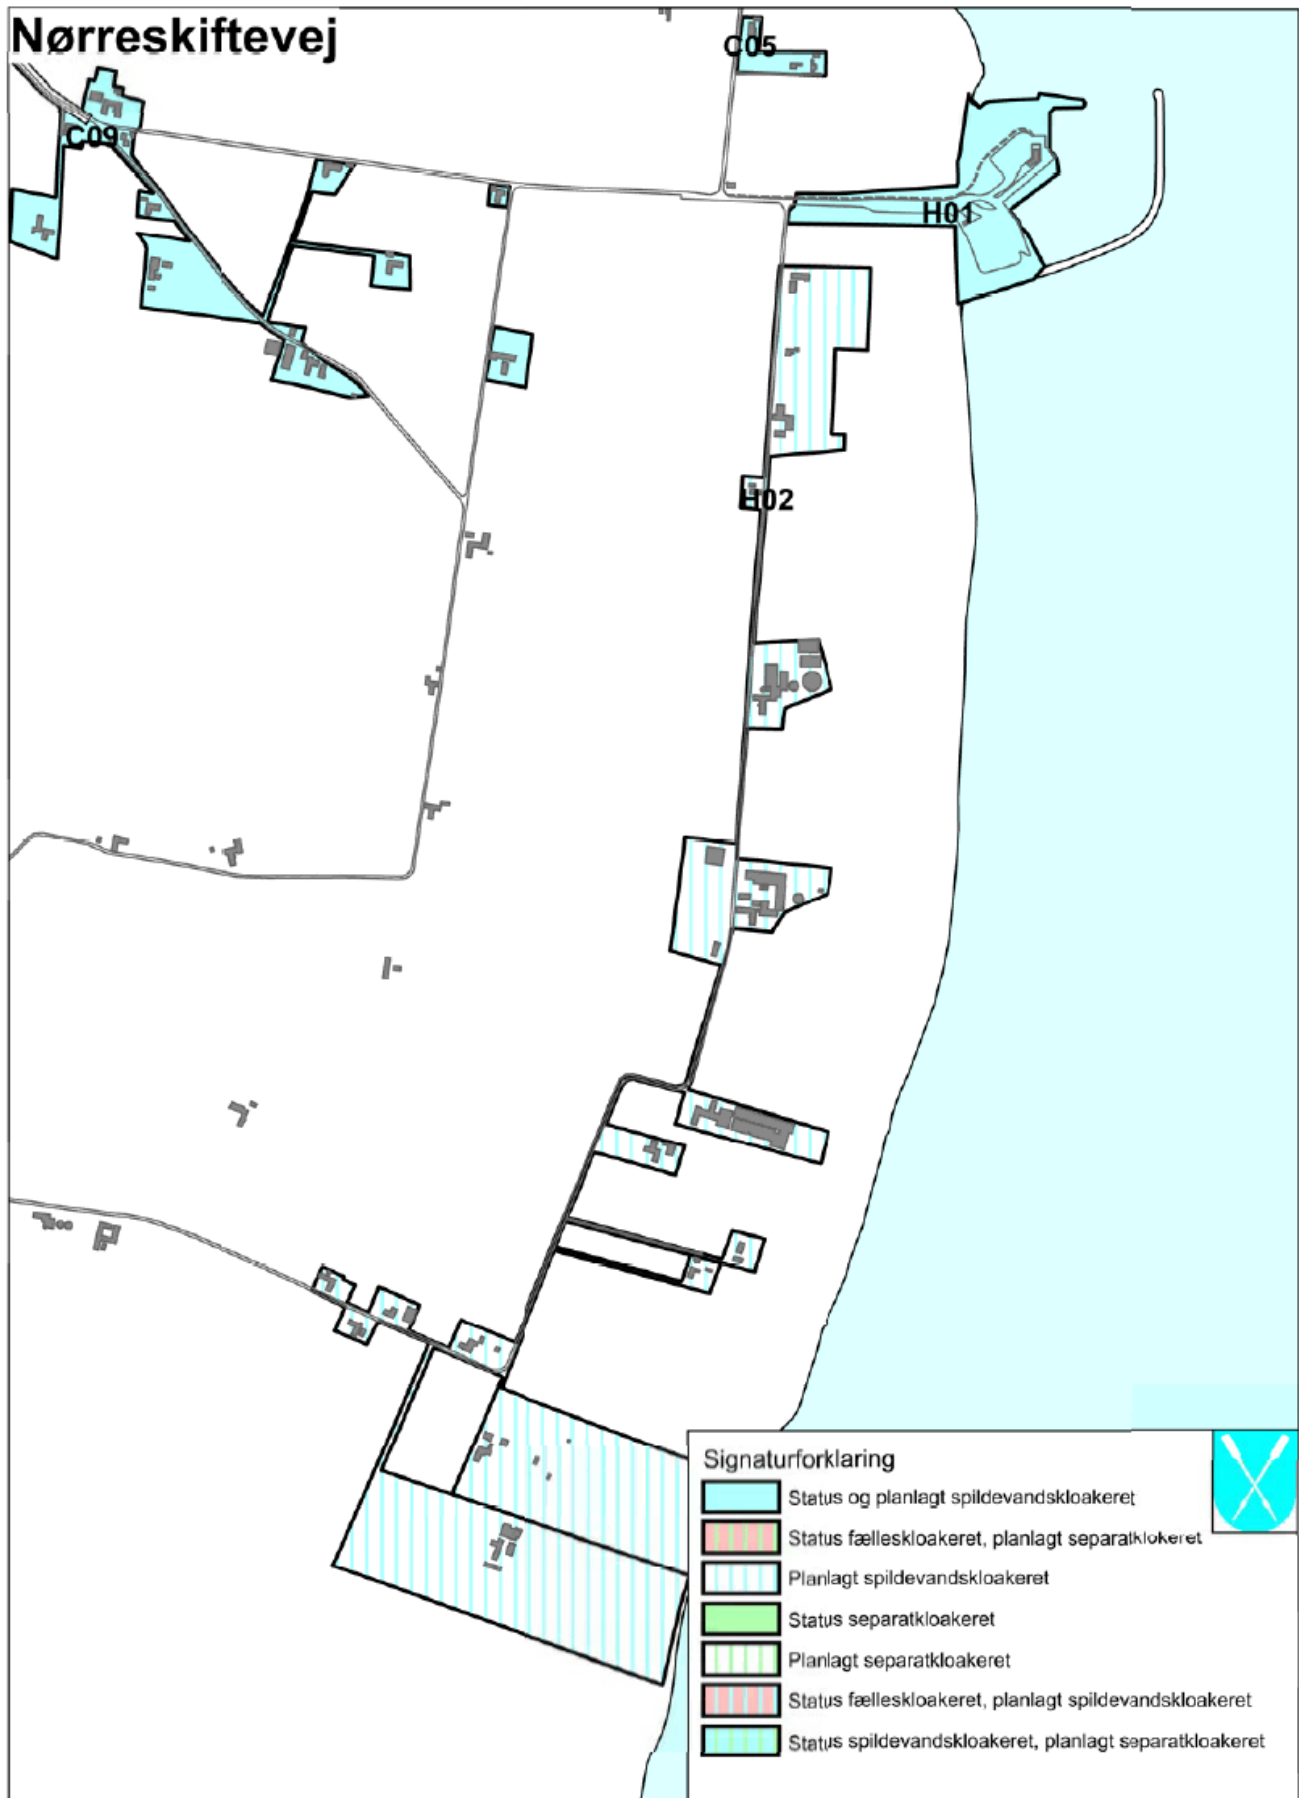 Nørreskiftevej
C05
C09
H01
H02
Signaturforklaring
Status og planlagt spildevandskloakeret
Status fælleskloakeret, planlagt separatklokeret
Planlagt spildevandskloakeret
Status separatkloakeret
Planlagt separatkloakeret
Status fælleskloakeret, planlagt spildevandskloakeret
Status spildevandskloakeret, planlagt separatkloakeret